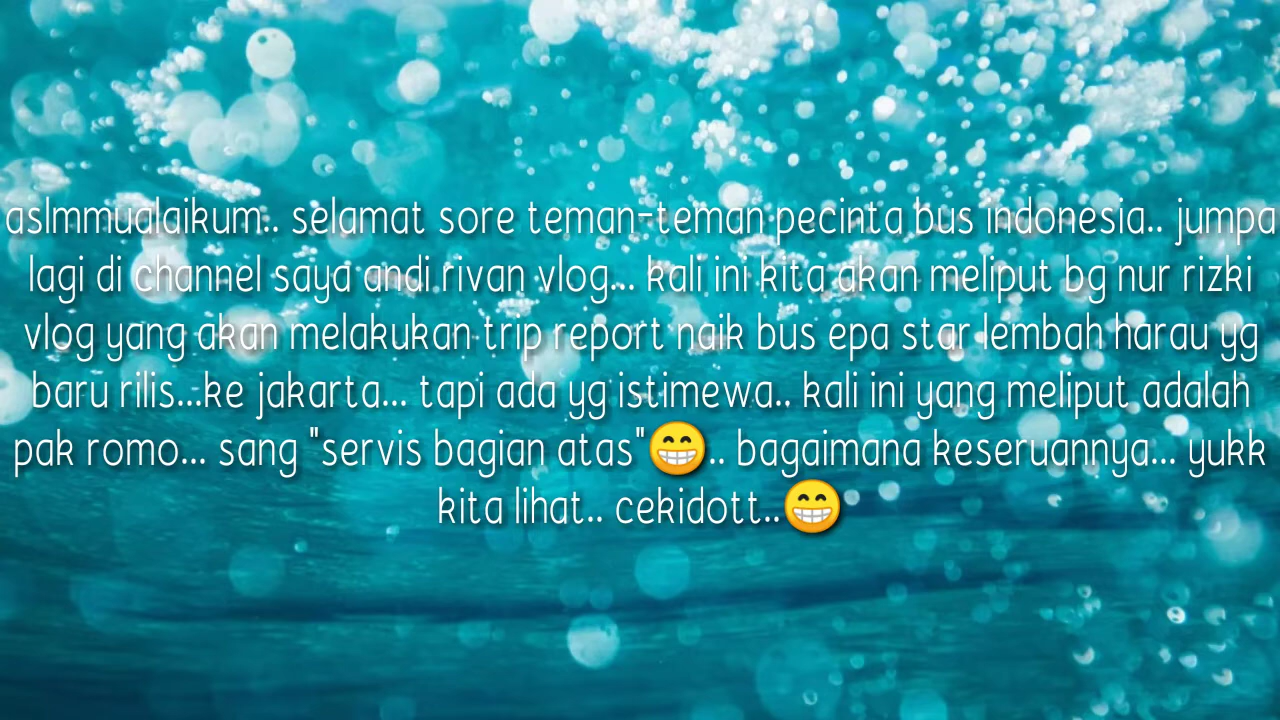 aslmmualaikum.. selamat sore teman-teman pecinta bus indonesia.. jumpa
lagi di channel saya andi rivan vlog... kali ini kita akan meliput bg nur rizki
vlog yang akan melakukan trip report naik bus epa star lembah harau yg
baru rilis...ke jakarta... tapi ada yg istimewa.. kali ini yang meliput adalah
pak romo... sang "servis bagian atas"😁.. bagaimana keseruannya... yukk
kita lihat.. cekidott..😁